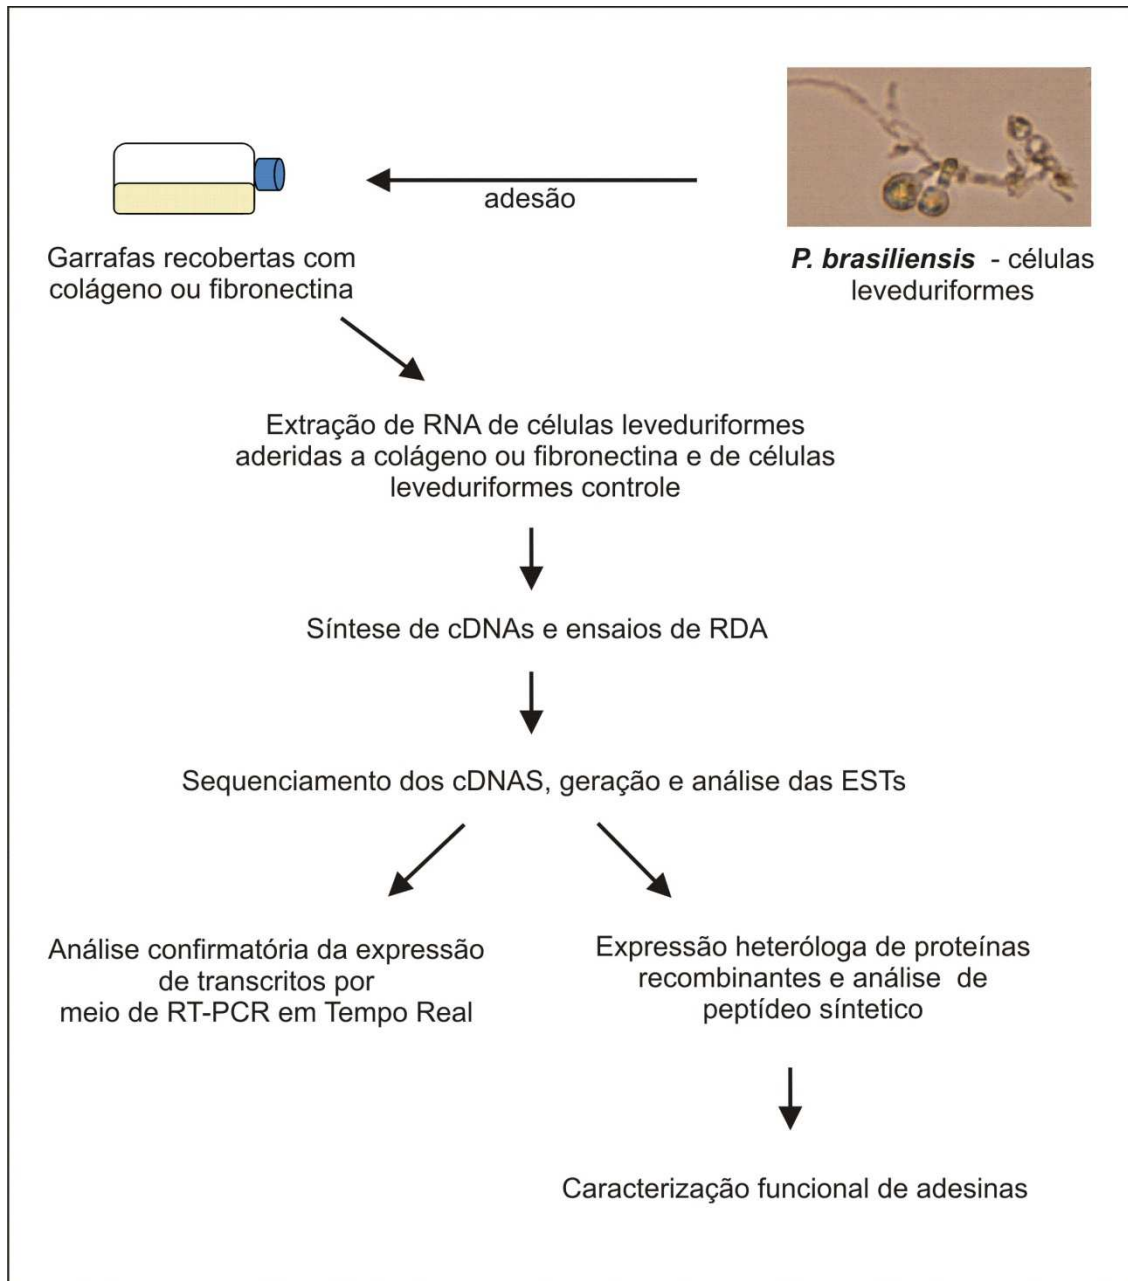 adesão
Garrafas recobertas com
colágeno ou fibronectina
P. brasiliensis - células
leveduriformes
Extração de RNA de células leveduriformes
aderidas a colágeno ou fibronectina e de células
leveduriformes controle
Síntese de cDNAs e ensaios de RDA
Sequenciamento dos cDNAS, geração e análise das ESTs
Análise confirmatória da expressão
de transcritos por
meio de RT-PCR em Tempo Real
Expressão heteróloga de proteínas
recombinantes e análise de
peptídeo síntetico
Caracterização funcional de adesinas